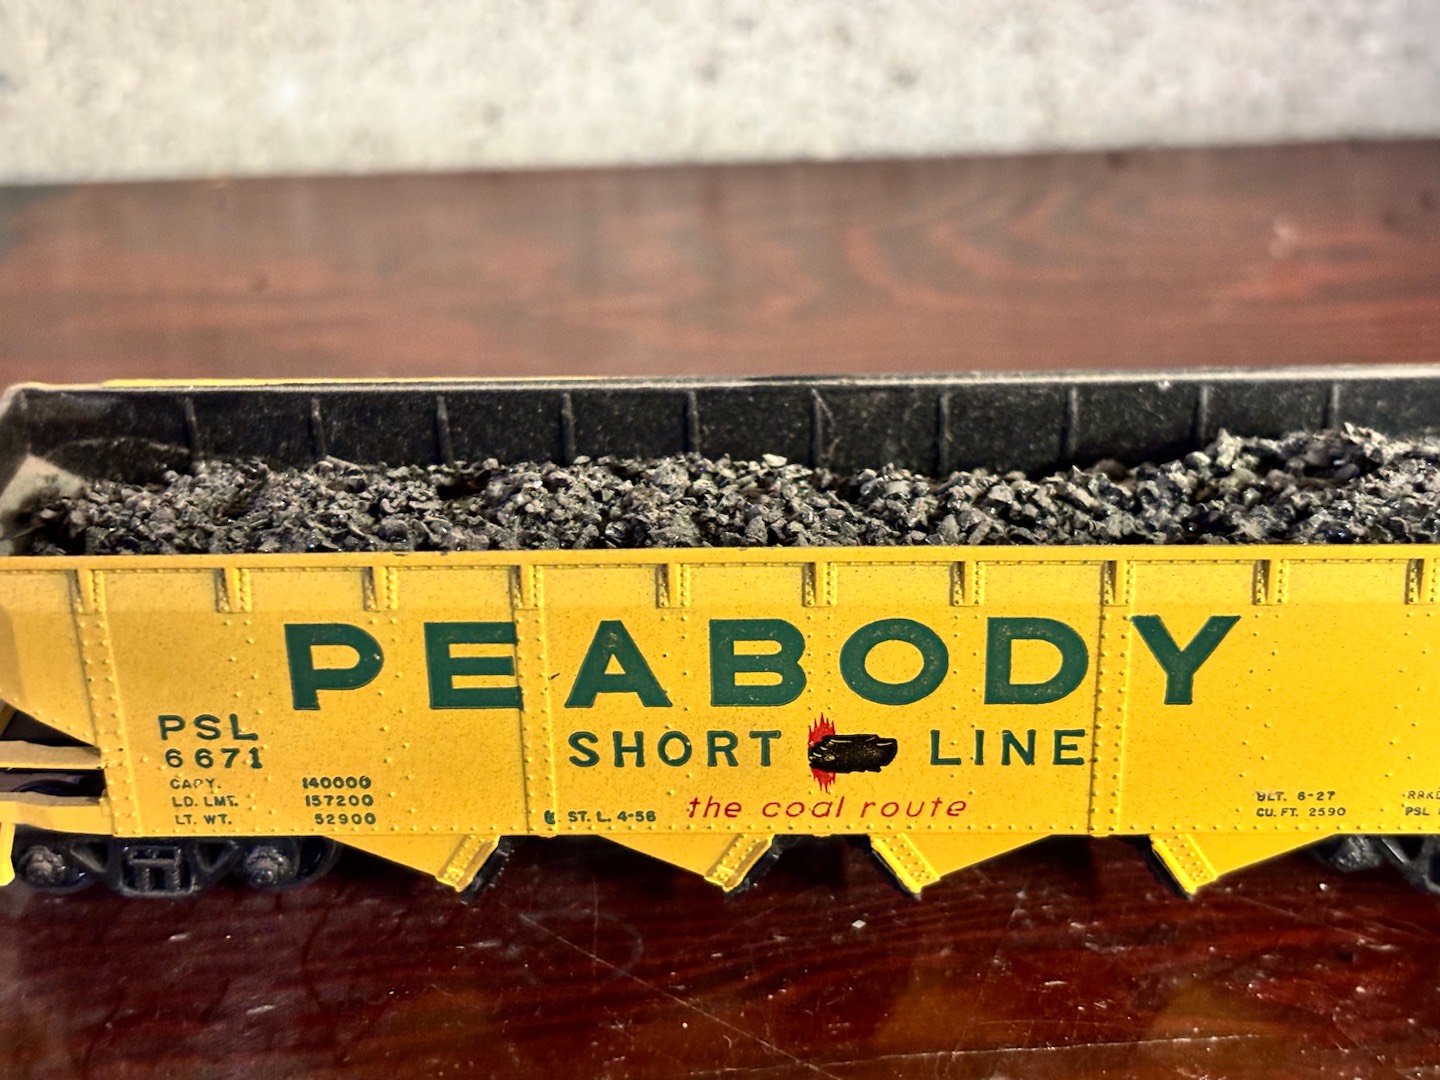 PEABODY
SHORT LINE
the coal route
PSL
6671
CAPY. 140000
LD. LMT. 157200
LT. WT. 52900
ST. L. 4-56
BLT. 6-27
CU. FT. 2590
PSL